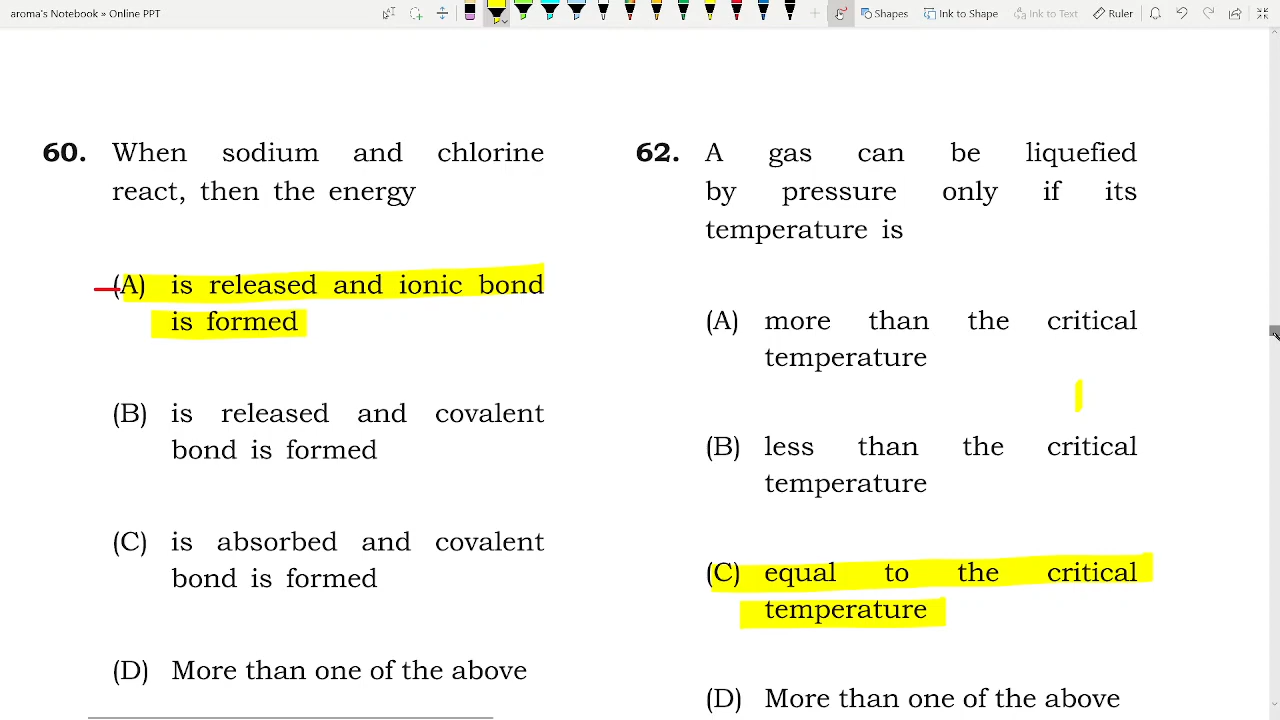 aroma's Notebook » Online PPT
Shapes
Ink to Shape
Ink to Text
Ruler
60. When sodium and chlorine
react, then the energy
(A) is released and ionic bond
is formed
(B) is released and covalent
bond is formed
(C) is absorbed and covalent
bond is formed
(D) More than one of the above
62. A gas can be liquefied
by pressure only if its
temperature is
(A) more than the critical
temperature
(B) less than the critical
temperature
(C) equal to the critical
temperature
(D) More than one of the above